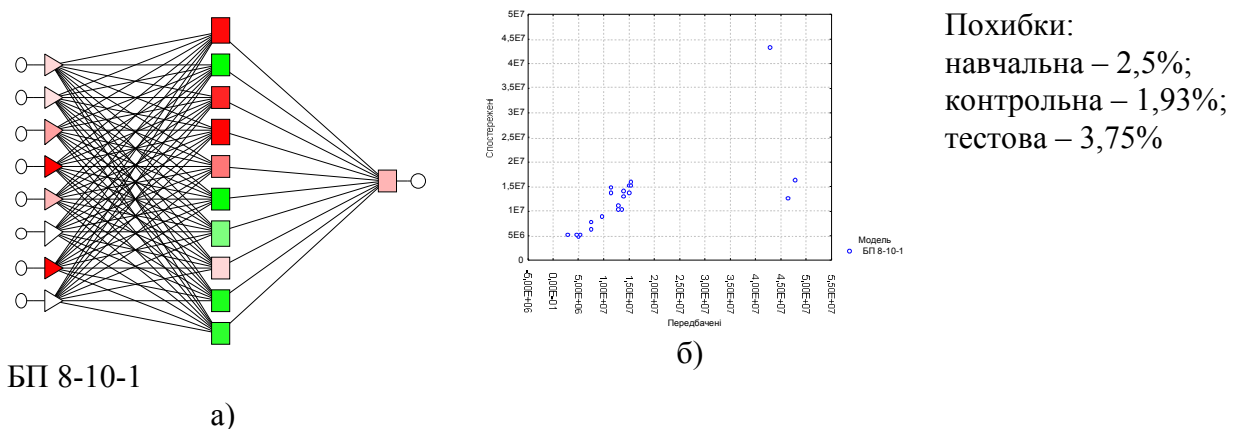 Похибки:
навчальна – 2,5%;
контрольна – 1,93%;
тестова – 3,75%
5E7
4,5E7
4E7
3,5E7
3E7
2,5E7
2E7
1,5E7
1E7
5E6
0
Спостережені
-5,00E+06
0,00E-01
5,00E+06
1,00E+07
1,50E+07
2,00E+07
2,50E+07
3,00E+07
3,50E+07
4,00E+07
4,50E+07
5,00E+07
5,50E+07
Передбачені
Модель
БП 8-10-1
БП 8-10-1
а)
б)